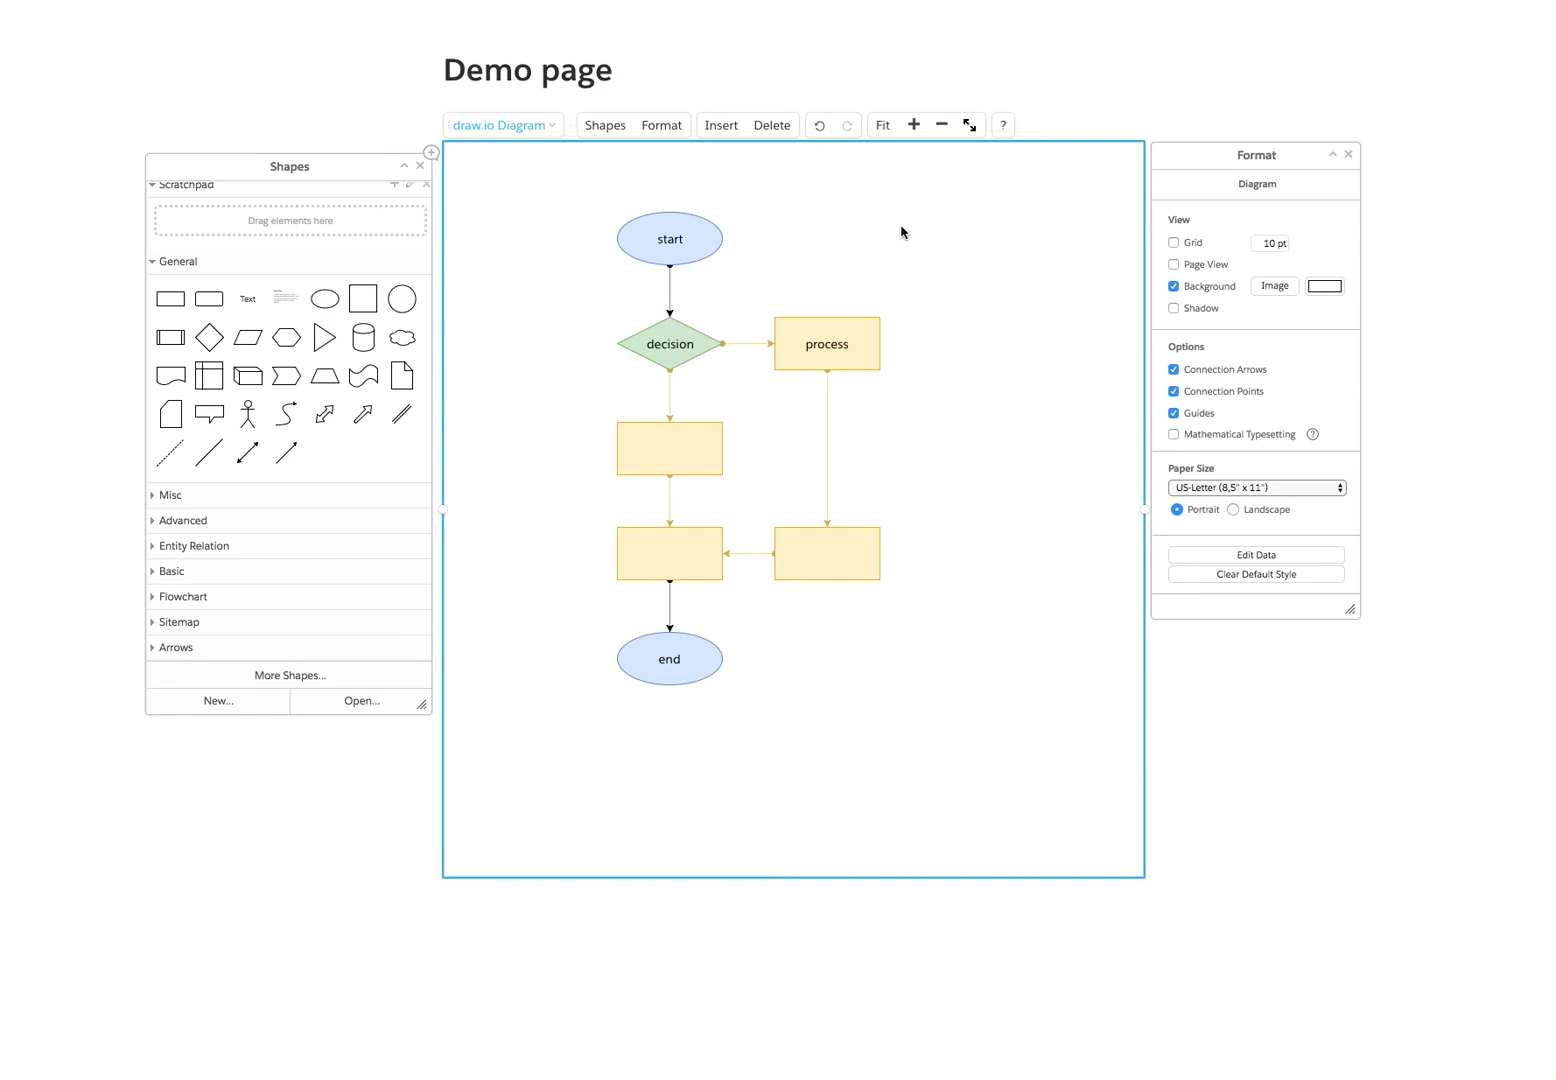 Demo page
draw.io Diagram Shapes Format Insert Delete Fit ?
Shapes
Scratchpad
Drag elements here
General
Text
Misc
Advanced
Entity Relation
Basic
Flowchart
Sitemap
Arrows
More Shapes...
New... Open...
start
decision process
end
Format
Diagram
View
Grid 10 pt
Page View
Background Image
Shadow
Options
Connection Arrows
Connection Points
Guides
Mathematical Typesetting ?
Paper Size
US-Letter (8,5" x 11")
Portrait Landscape
Edit Data
Clear Default Style